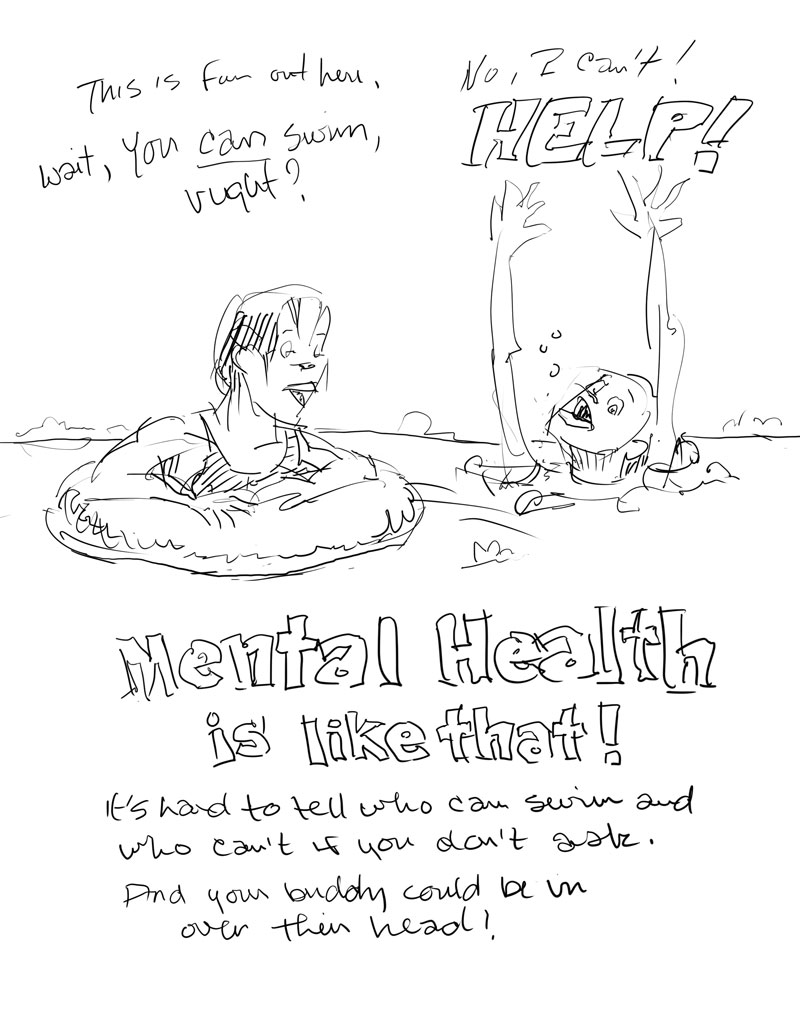 This is fun out here.
wait, You can swim,
right?
No, I can't!
HELP!
Mental Health
is like that!
It's hard to tell who can swim and
who can't if you don't ask.
And your buddy could be in
over their head!